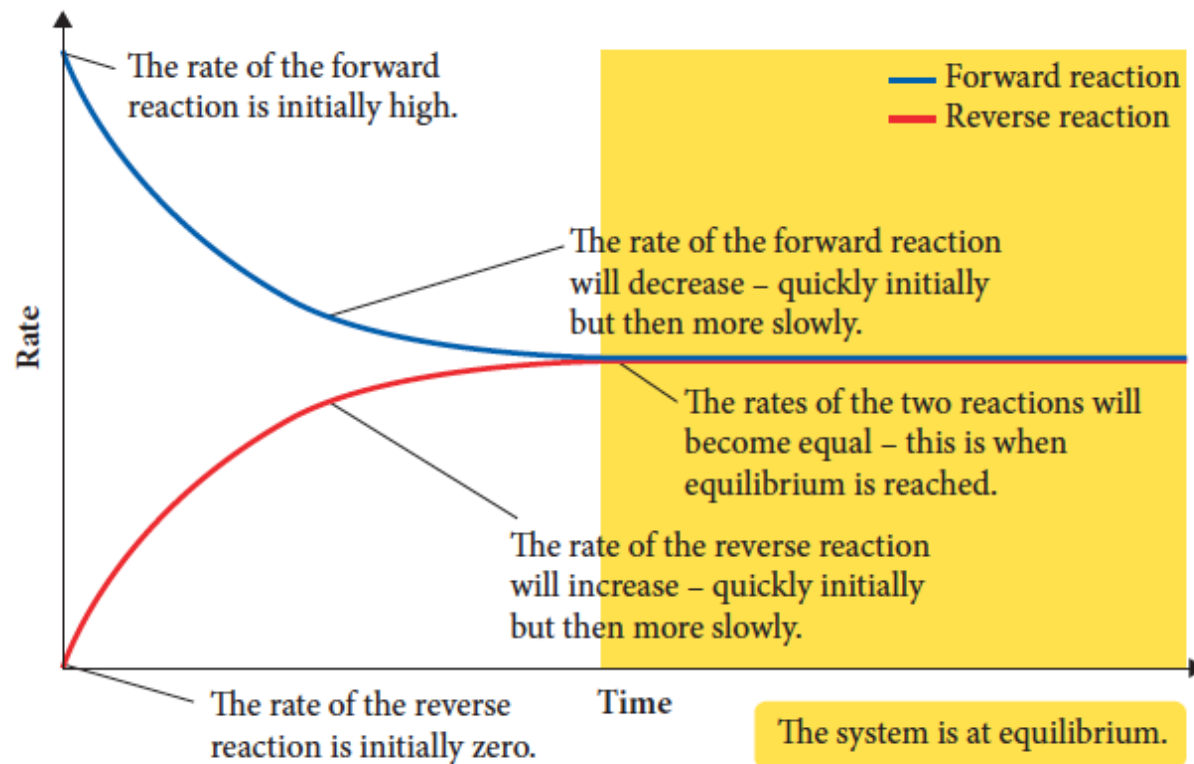 The rate of the forward
reaction is initially high.
Forward reaction
Reverse reaction
The rate of the forward reaction
will decrease – quickly initially
but then more slowly.
Rate
The rates of the two reactions will
become equal – this is when
equilibrium is reached.
The rate of the reverse reaction
will increase – quickly initially
but then more slowly.
The rate of the reverse
reaction is initially zero.
Time
The system is at equilibrium.